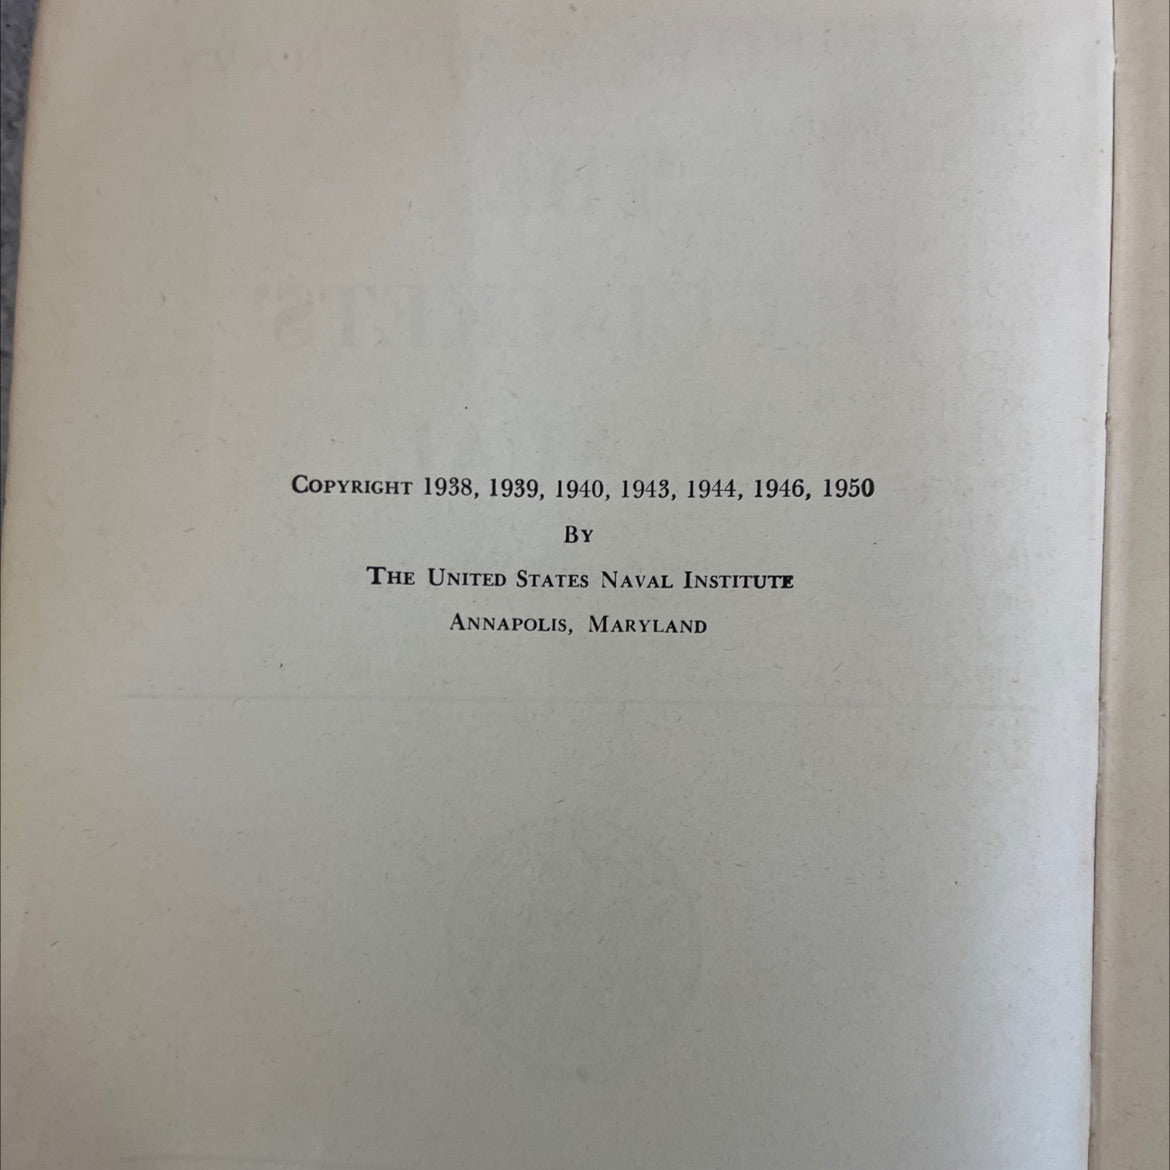 COPYRIGHT 1938, 1939, 1940, 1943, 1944, 1946, 1950
BY
THE UNITED STATES NAVAL INSTITUTE
ANNAPOLIS, MARYLAND